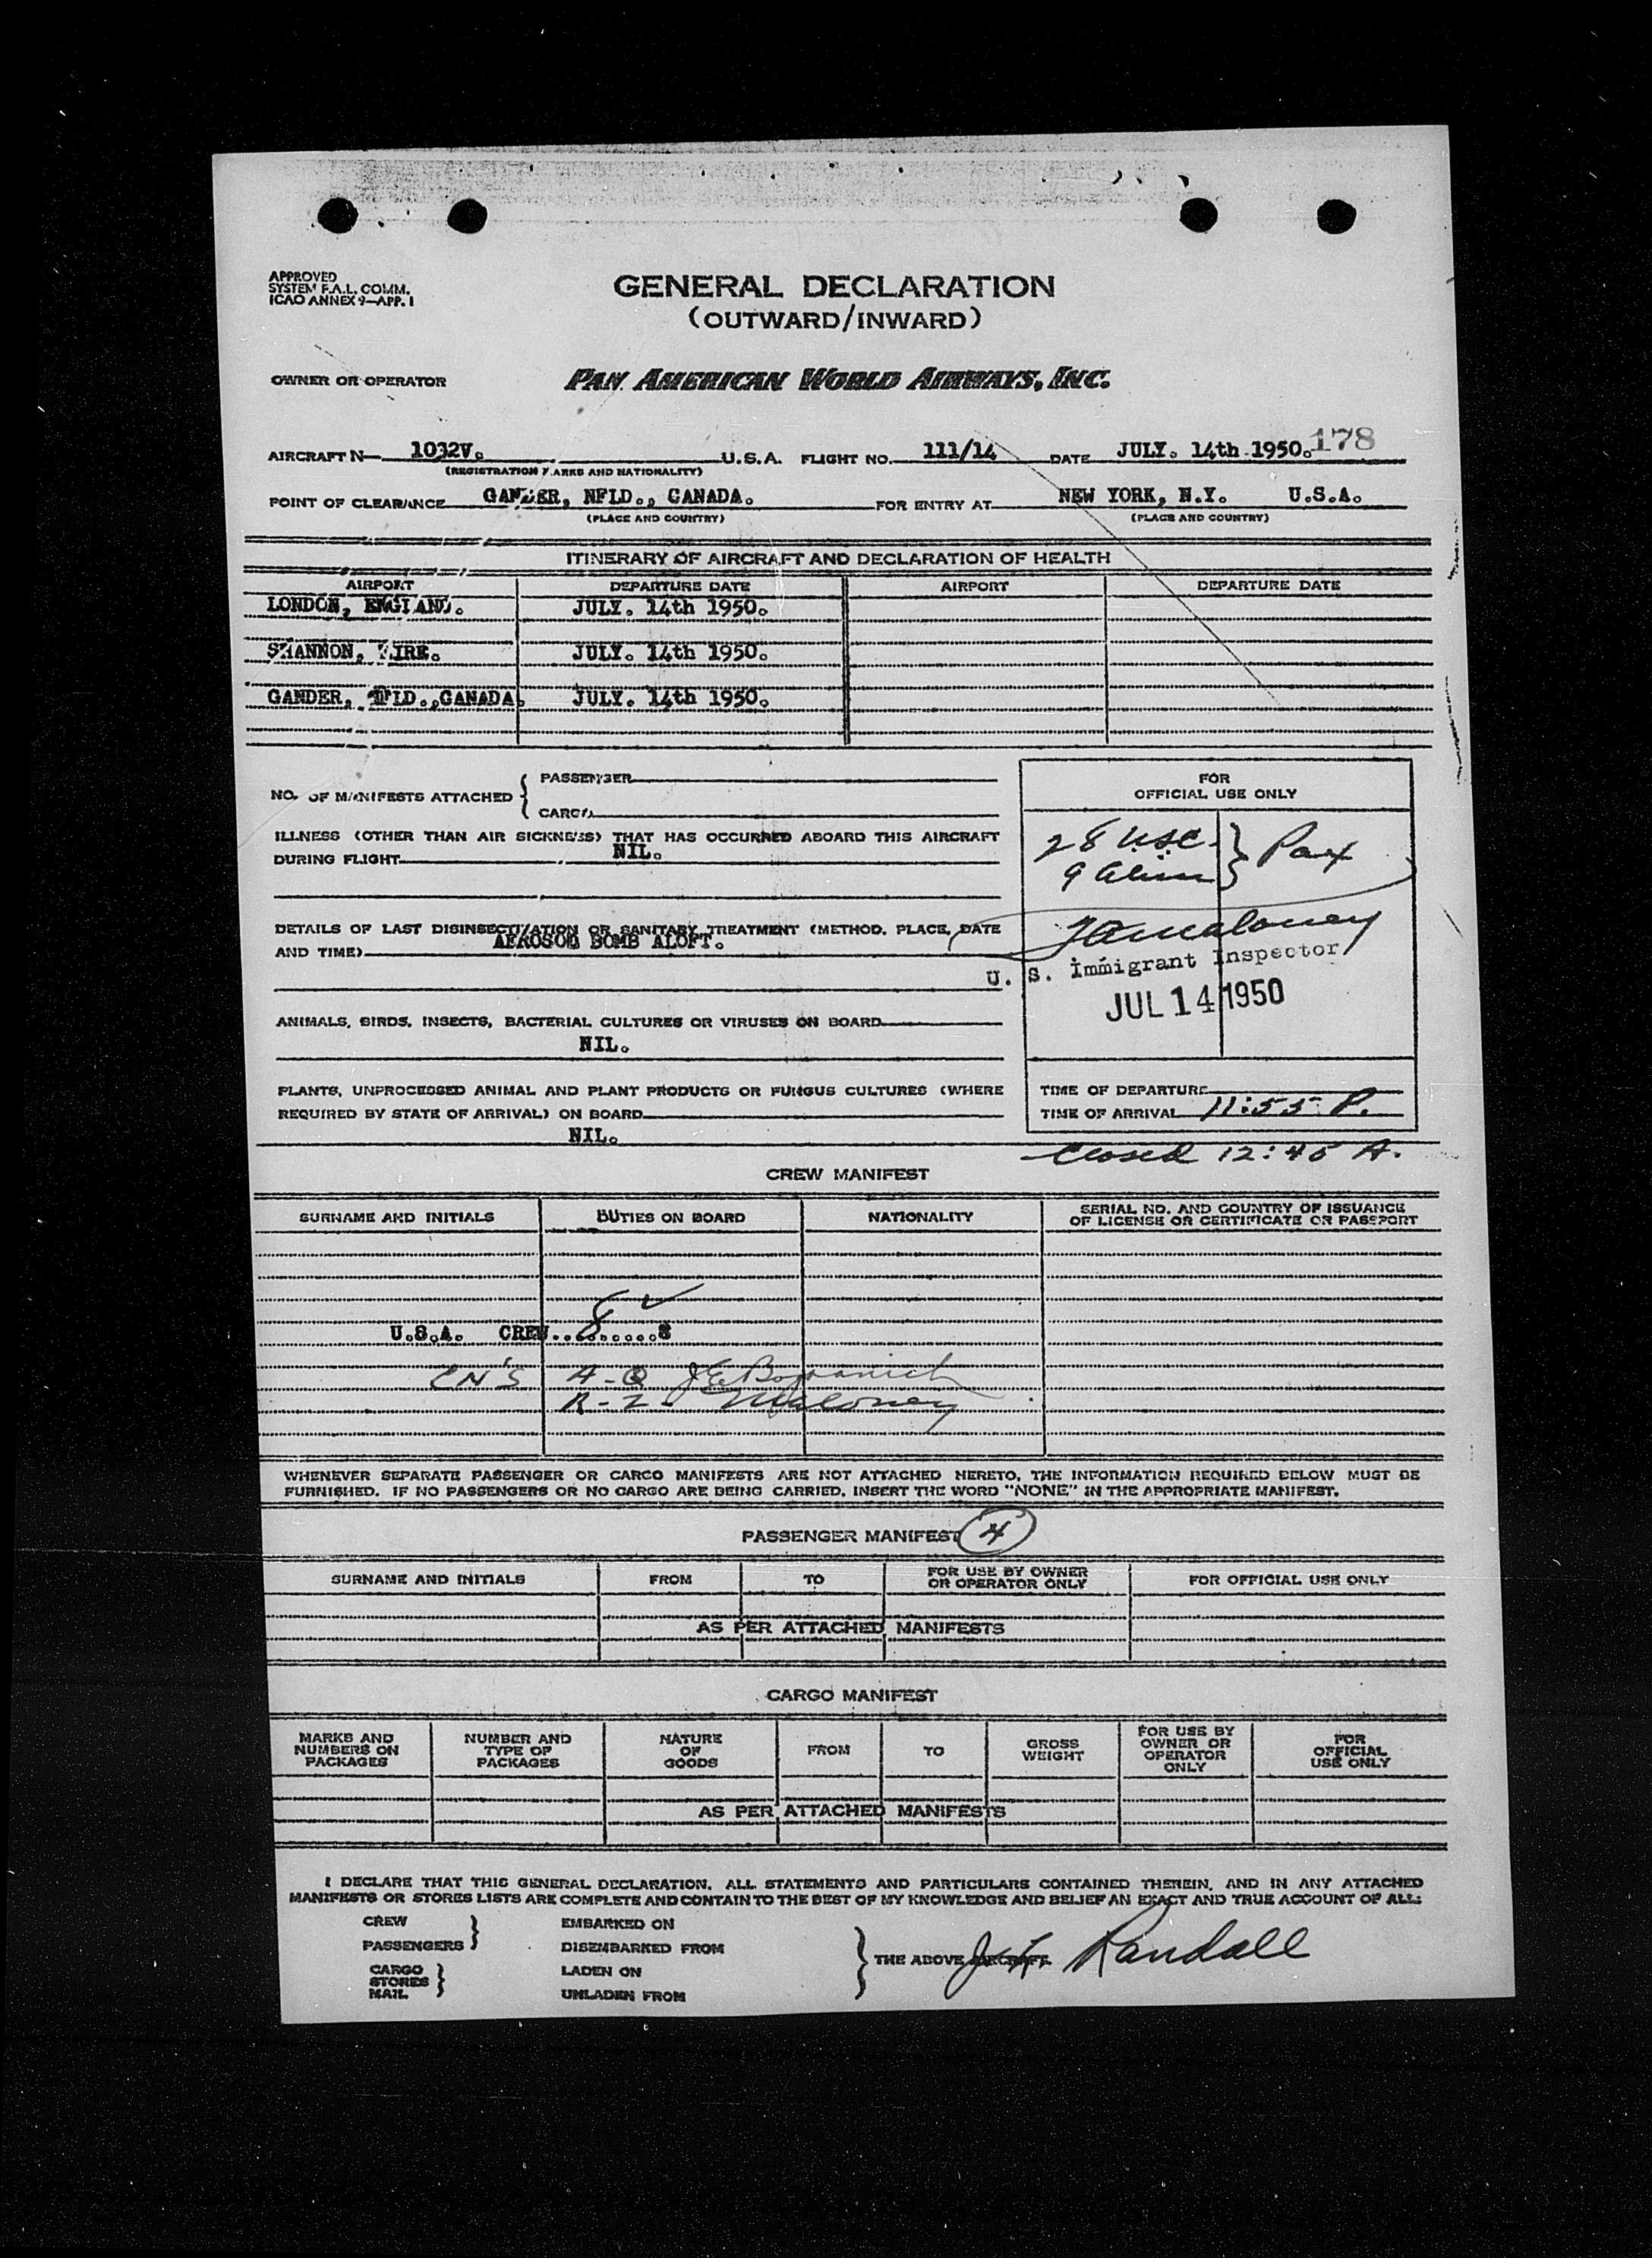 APPROVED
SYSTEM F.A.L. COMM.
ICAO ANNEX 9—APP. I
GENERAL DECLARATION
(OUTWARD/INWARD)
OWNER OR OPERATOR PAN AMERICAN WORLD AIRWAYS, INC.
AIRCRAFT N— 1032V. U.S.A. FLIGHT NO. 111/14 DATE JULY. 14th 1950. 178
(REGISTRATION MARKS AND NATIONALITY)
POINT OF CLEARANCE GANDER, NFLD., CANADA. FOR ENTRY AT NEW YORK, N.Y. U.S.A.
(PLACE AND COUNTRY) (PLACE AND COUNTRY)
ITINERARY OF AIRCRAFT AND DECLARATION OF HEALTH
AIRPORT DEPARTURE DATE AIRPORT DEPARTURE DATE
LONDON, ENGLAND. JULY. 14th 1950.
SHANNON, EIRE. JULY. 14th 1950.
GANDER, NFLD.,CANADA. JULY. 14th 1950.
NO. OF MANIFESTS ATTACHED { PASSENGER
CARGO
ILLNESS (OTHER THAN AIR SICKNESS) THAT HAS OCCURRED ABOARD THIS AIRCRAFT
DURING FLIGHT NIL.
DETAILS OF LAST DISINSECTIZATION OR SANITARY TREATMENT (METHOD, PLACE, DATE
AND TIME) AEROSOL BOMB ALOFT.
ANIMALS, BIRDS, INSECTS, BACTERIAL CULTURES OR VIRUSES ON BOARD
NIL.
PLANTS, UNPROCESSED ANIMAL AND PLANT PRODUCTS OR FUNGUS CULTURES (WHERE
REQUIRED BY STATE OF ARRIVAL) ON BOARD
NIL.
FOR
OFFICIAL USE ONLY
28 USC } Pax
9 Alien
Maloney
U. S. Immigrant Inspector
JUL 14 1950
TIME OF DEPARTURE
TIME OF ARRIVAL 11:55 P.
Closed 12:45 A.
CREW MANIFEST
SURNAME AND INITIALS DUTIES ON BOARD NATIONALITY SERIAL NO. AND COUNTRY OF ISSUANCE
OF LICENSE OR CERTIFICATE OR PASSPORT
U.S.A. CREW...8.....8 ✓
CN'S A-Q J E
R-Z Maloney
WHENEVER SEPARATE PASSENGER OR CARGO MANIFESTS ARE NOT ATTACHED HERETO, THE INFORMATION REQUIRED BELOW MUST BE
FURNISHED. IF NO PASSENGERS OR NO CARGO ARE BEING CARRIED, INSERT THE WORD "NONE" IN THE APPROPRIATE MANIFEST.
PASSENGER MANIFEST 4
SURNAME AND INITIALS FROM TO FOR USE BY OWNER
OR OPERATOR ONLY FOR OFFICIAL USE ONLY
AS PER ATTACHED MANIFESTS
CARGO MANIFEST
MARKS AND
NUMBERS ON
PACKAGES NUMBER AND
TYPE OF
PACKAGES NATURE
OF
GOODS FROM TO GROSS
WEIGHT FOR USE BY
OWNER OR
OPERATOR
ONLY FOR
OFFICIAL
USE ONLY
AS PER ATTACHED MANIFESTS
I DECLARE THAT THIS GENERAL DECLARATION, ALL STATEMENTS AND PARTICULARS CONTAINED THEREIN, AND IN ANY ATTACHED
MANIFESTS OR STORES LISTS ARE COMPLETE AND CONTAIN TO THE BEST OF MY KNOWLEDGE AND BELIEF AN EXACT AND TRUE ACCOUNT OF ALL:
CREW EMBARKED ON
PASSENGERS } DISEMBARKED FROM } THE ABOVE AIRCRAFT. Randall
CARGO LADEN ON
STORES }
MAIL UNLADEN FROM